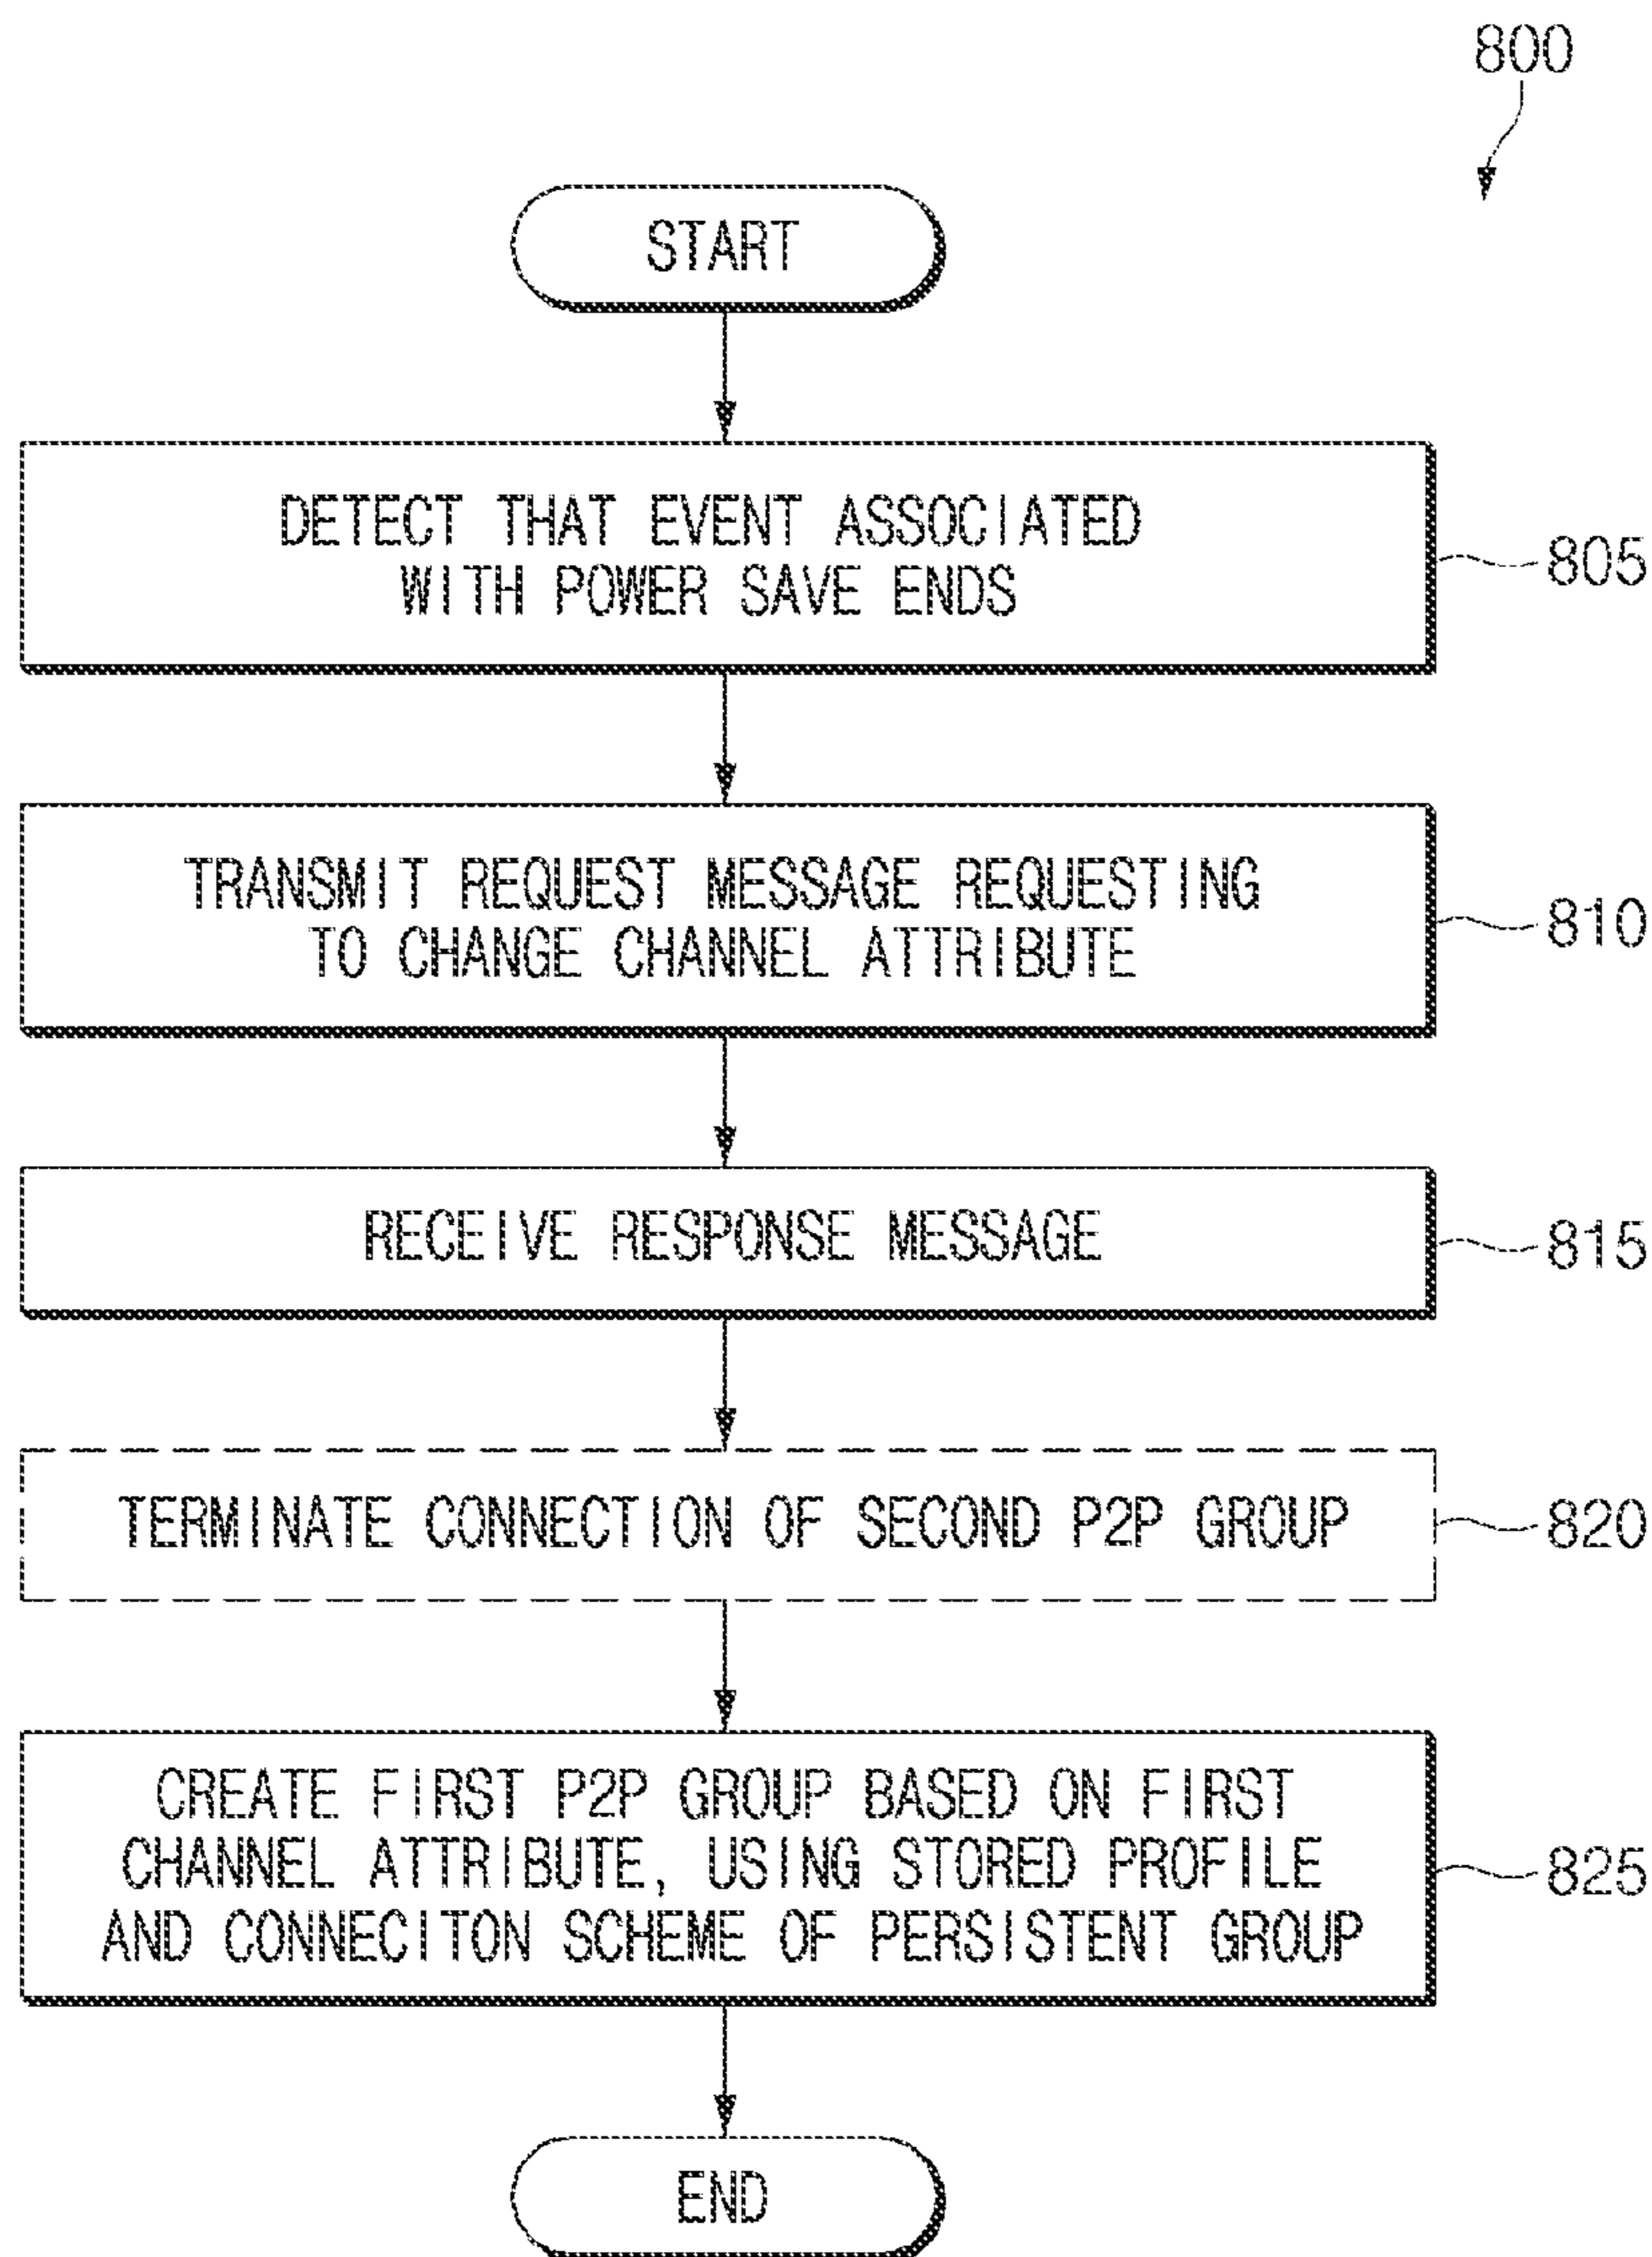 800
START
DETECT THAT EVENT ASSOCIATED
WITH POWER SAVE ENDS
805
TRANSMIT REQUEST MESSAGE REQUESTING
TO CHANGE CHANNEL ATTRIBUTE
810
RECEIVE RESPONSE MESSAGE
815
TERMINATE CONNECTION OF SECOND P2P GROUP
820
CREATE FIRST P2P GROUP BASED ON FIRST
CHANNEL ATTRIBUTE, USING STORED PROFILE
AND CONNECITON SCHEME OF PERSISTENT GROUP
825
END